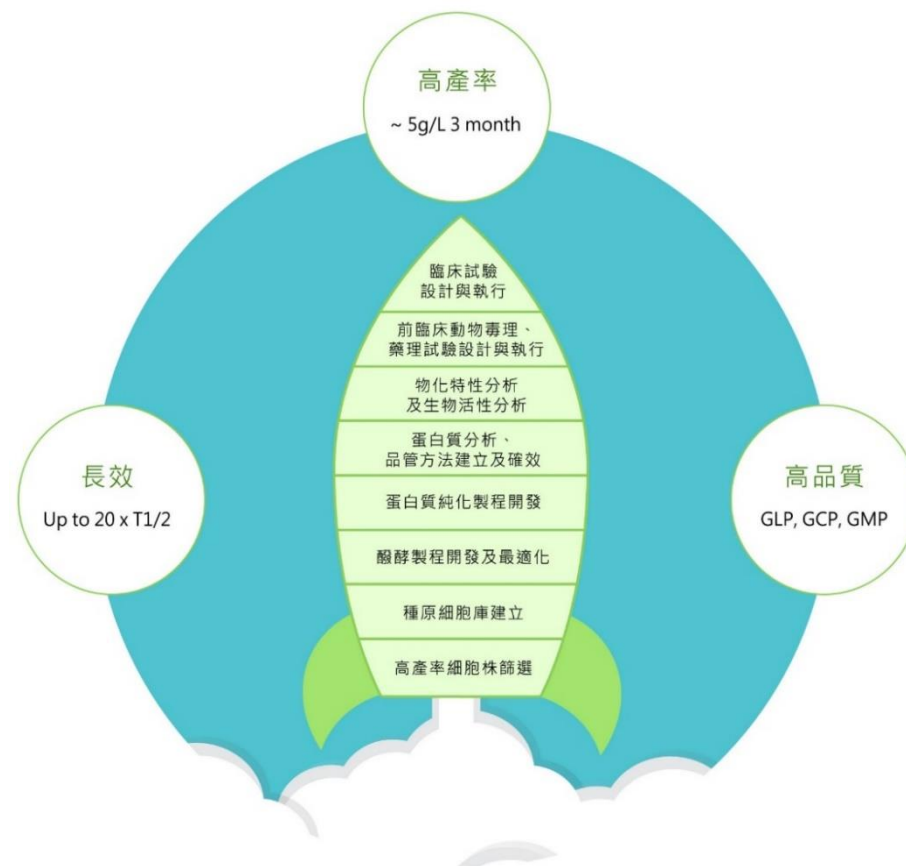 高產率
~ 5g/L 3 month
臨床試驗
設計與執行
前臨床動物毒理、
藥理試驗設計與執行
物化特性分析
及生物活性分析
蛋白質分析、
品管方法建立及確效
蛋白質純化製程開發
醱酵製程開發及最適化
種原細胞庫建立
高產率細胞株篩選
長效
Up to 20 x T1/2
高品質
GLP, GCP, GMP